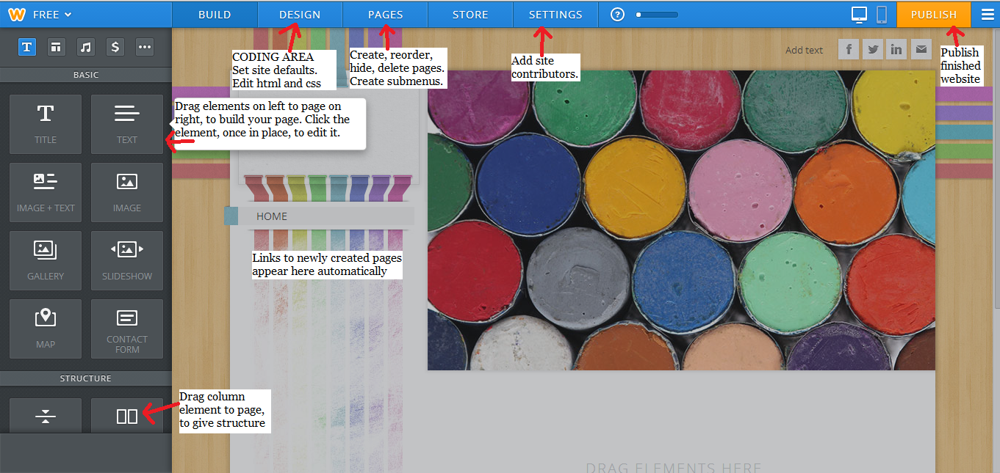 FREE
BUILD
DESIGN
PAGES
STORE
SETTINGS
?
PUBLISH
T
$
BASIC
T
TITLE
TEXT
IMAGE + TEXT
IMAGE
GALLERY
SLIDESHOW
MAP
CONTACT
FORM
STRUCTURE
CODING AREA
Set site defaults.
Edit html and css
Create, reorder,
hide, delete pages.
Create submenus.
Add site
contributors.
Add text
f
in
Publish
finished
website
Drag elements on left to page on
right, to build your page. Click the
element, once in place, to edit it.
HOME
Links to newly created pages
appear here automatically
Drag column
element to page,
to give structure
DRAG ELEMENTS HERE